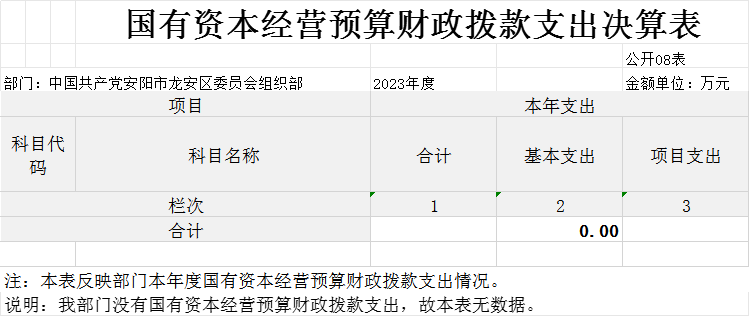 国有资本经营预算财政拨款支出决算表
公开08表
部门：中国共产党安阳市龙安区委员会组织部 2023年度 金额单位：万元
项目 本年支出
科目代码 科目名称 合计 基本支出 项目支出
栏次 1 2 3
合计 0.00
注：本表反映部门本年度国有资本经营预算财政拨款支出情况。
说明：我部门没有国有资本经营预算财政拨款支出，故本表无数据。